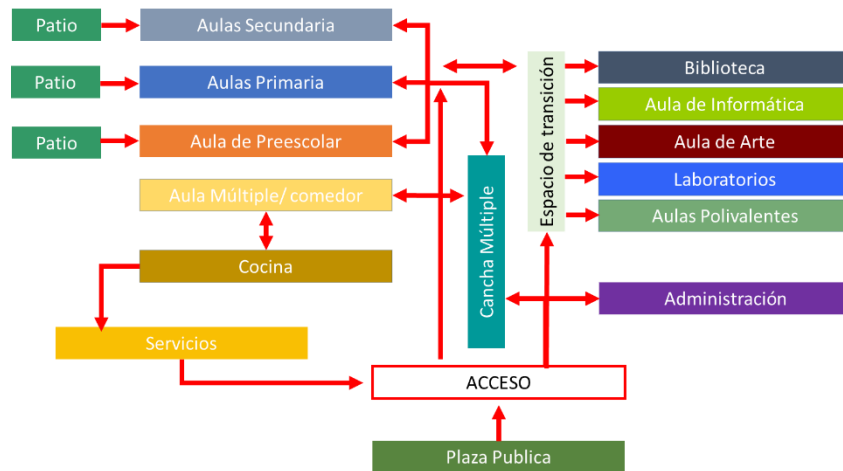 Patio
Aulas Secundaria
Patio
Aulas Primaria
Patio
Aula de Preescolar
Aula Múltiple/ comedor
Cocina
Servicios
Cancha Múltiple
Espacio de transición
Biblioteca
Aula de Informática
Aula de Arte
Laboratorios
Aulas Polivalentes
Administración
ACCESO
Plaza Publica